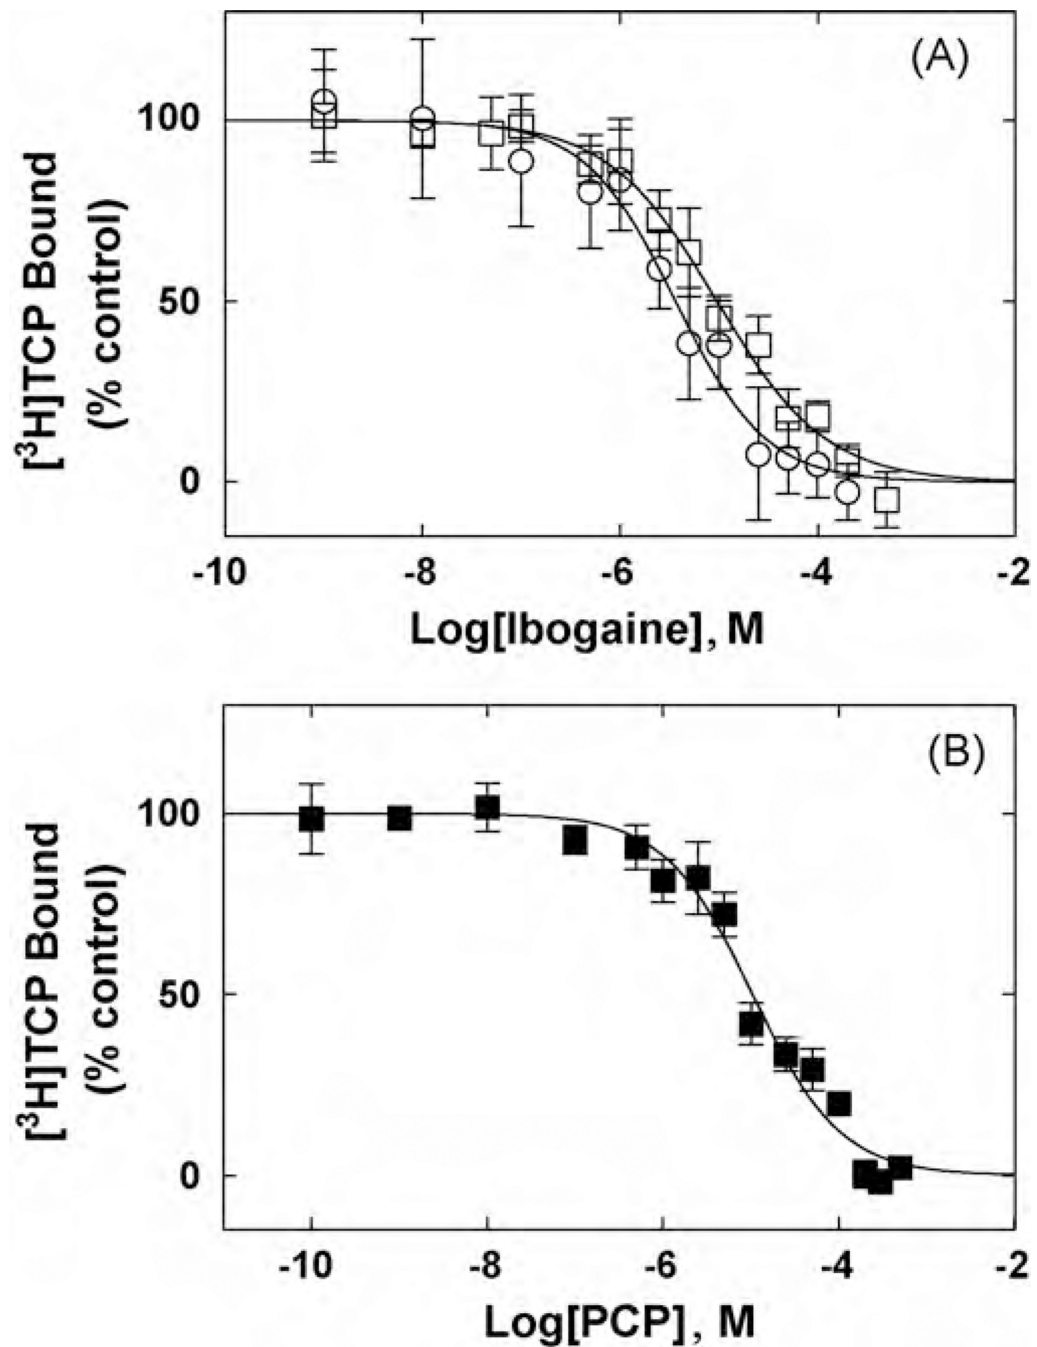 (A)
[³H]TCP Bound
(% control)
100
50
0
-10 -8 -6 -4 -2
Log[Ibogaine], M
(B)
[³H]TCP Bound
(% control)
100
50
0
-10 -8 -6 -4 -2
Log[PCP], M